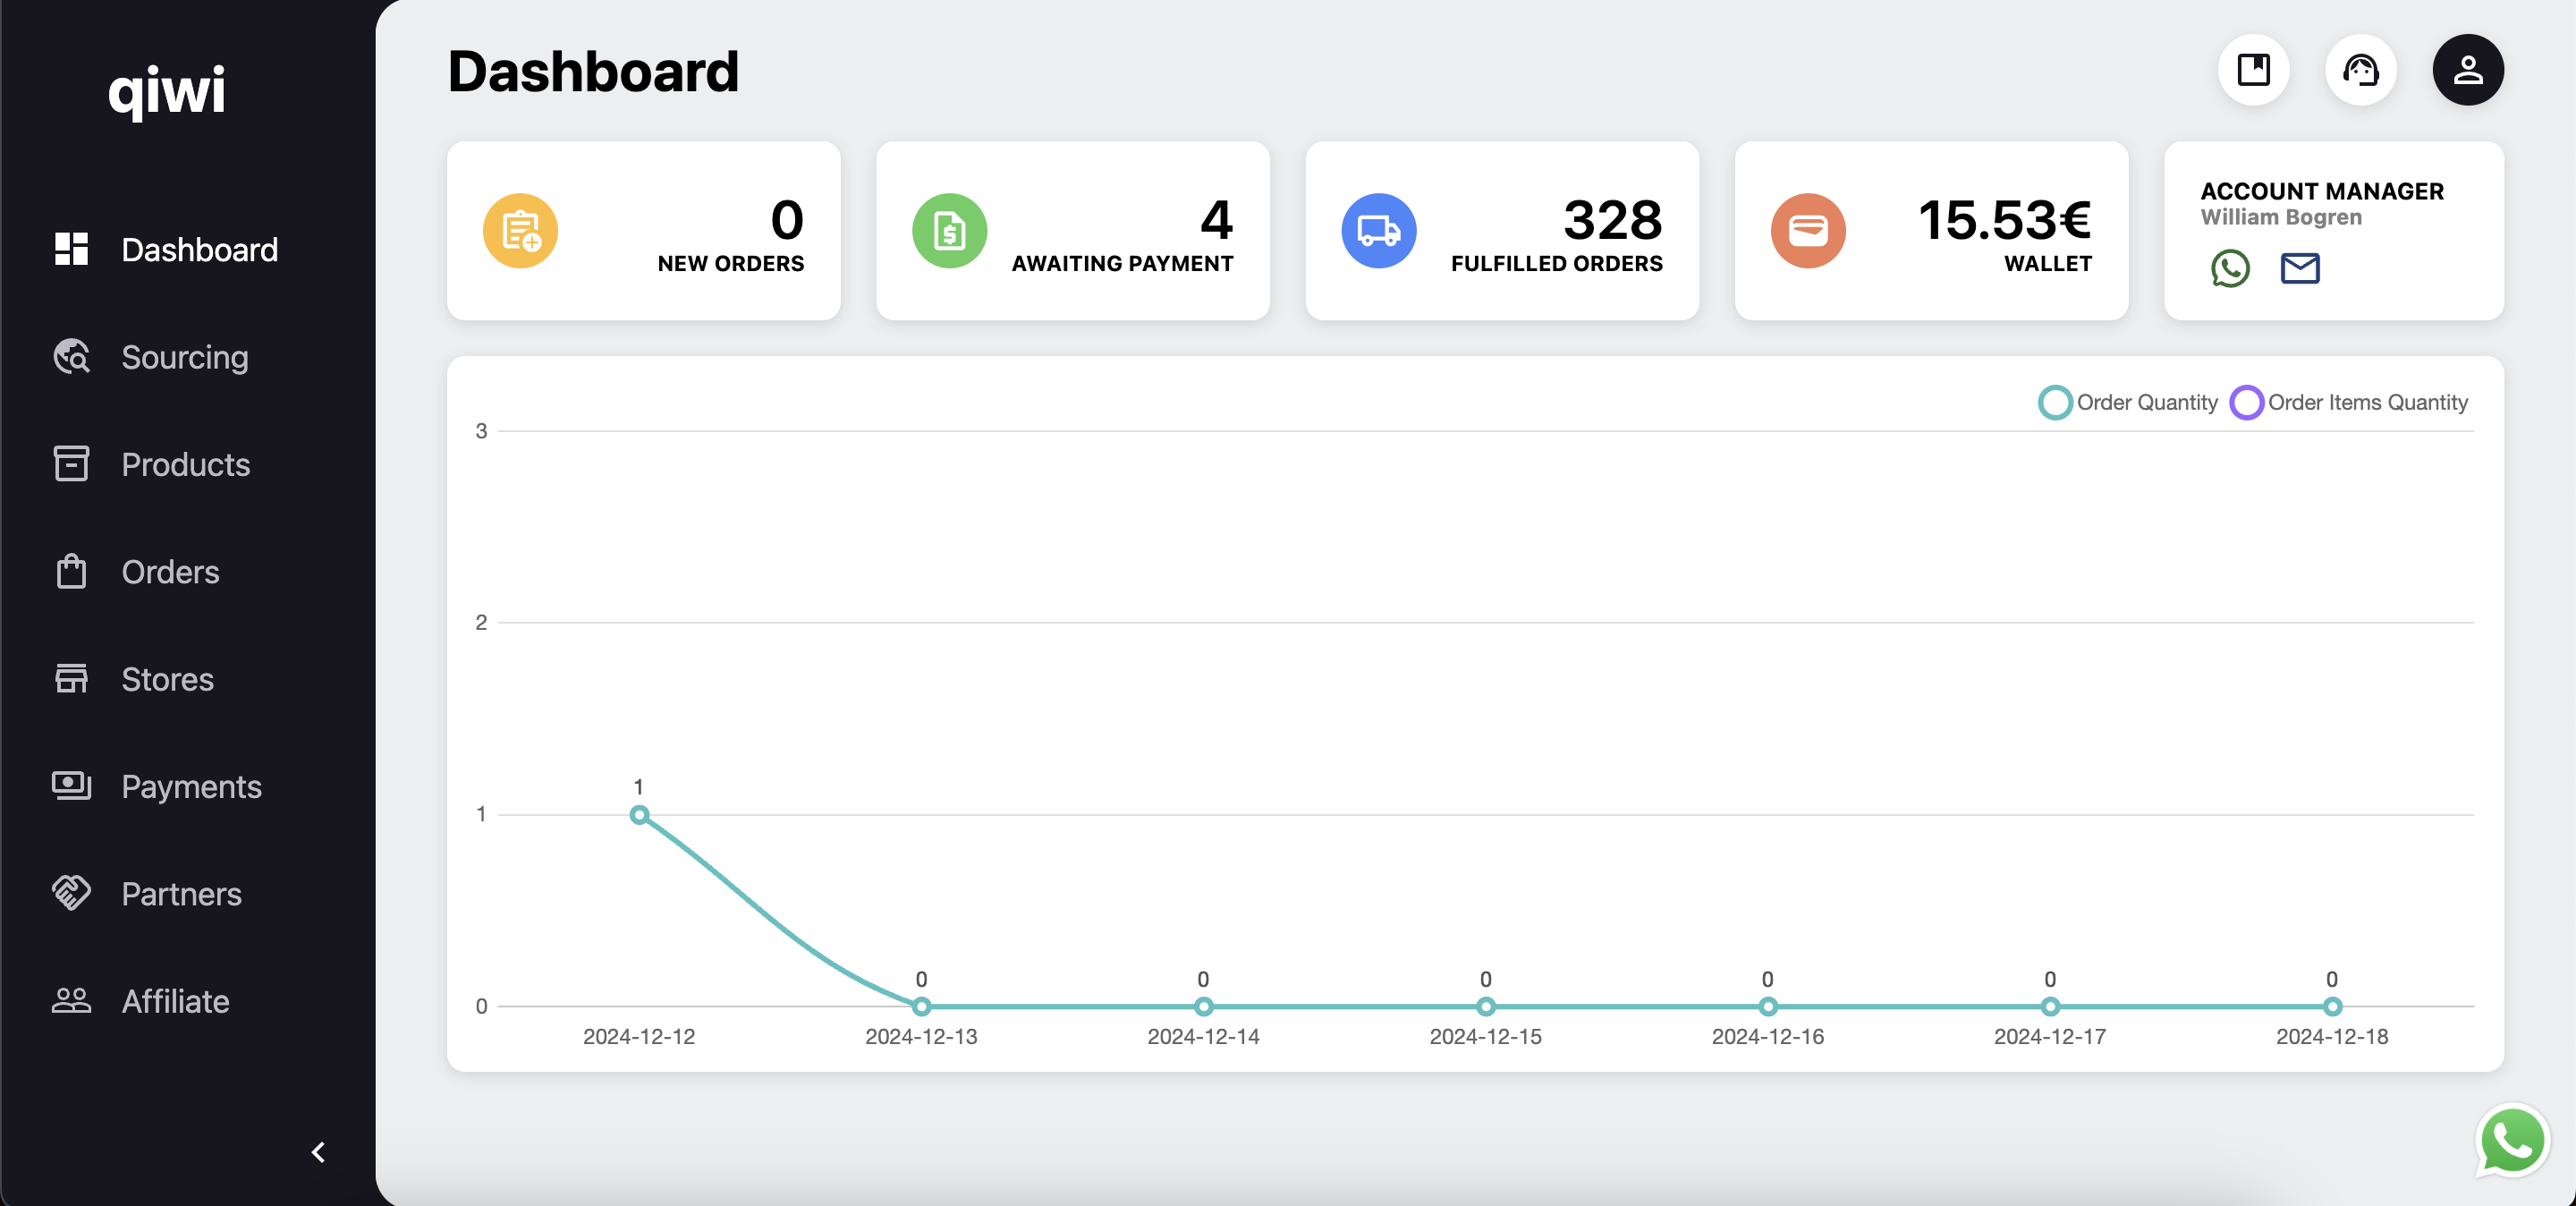 qiwi
Dashboard
Sourcing
Products
Orders
Stores
Payments
Partners
Affiliate
Dashboard
0
NEW ORDERS
$
4
AWAITING PAYMENT
328
FULFILLED ORDERS
15.53€
WALLET
ACCOUNT MANAGER
William Bogren
Order Quantity Order Items Quantity
3
2
1
0
1
0
0
0
0
0
0
2024-12-12 2024-12-13 2024-12-14 2024-12-15 2024-12-16 2024-12-17 2024-12-18